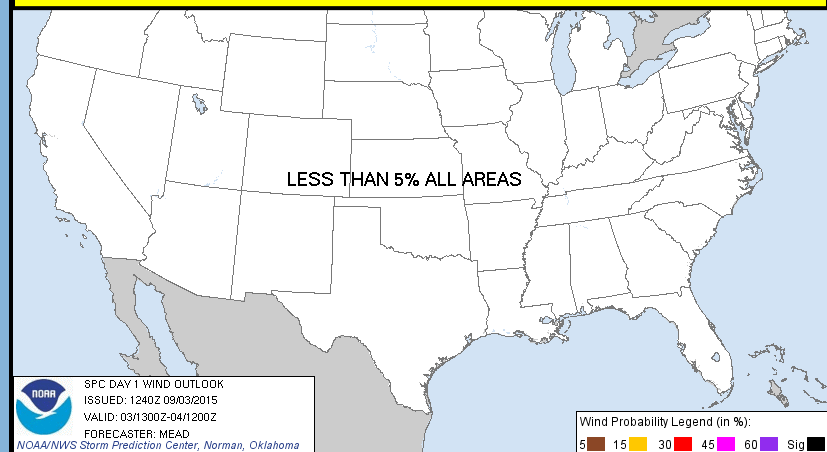 LESS THAN 5% ALL AREAS
NOAA
SPC DAY 1 WIND OUTLOOK
ISSUED: 1240Z 09/03/2015
VALID: 03/1300Z-04/1200Z
FORECASTER: MEAD
NOAA/NWS Storm Prediction Center, Norman, Oklahoma
Wind Probability Legend (in %):
5 15 30 45 60 Sig